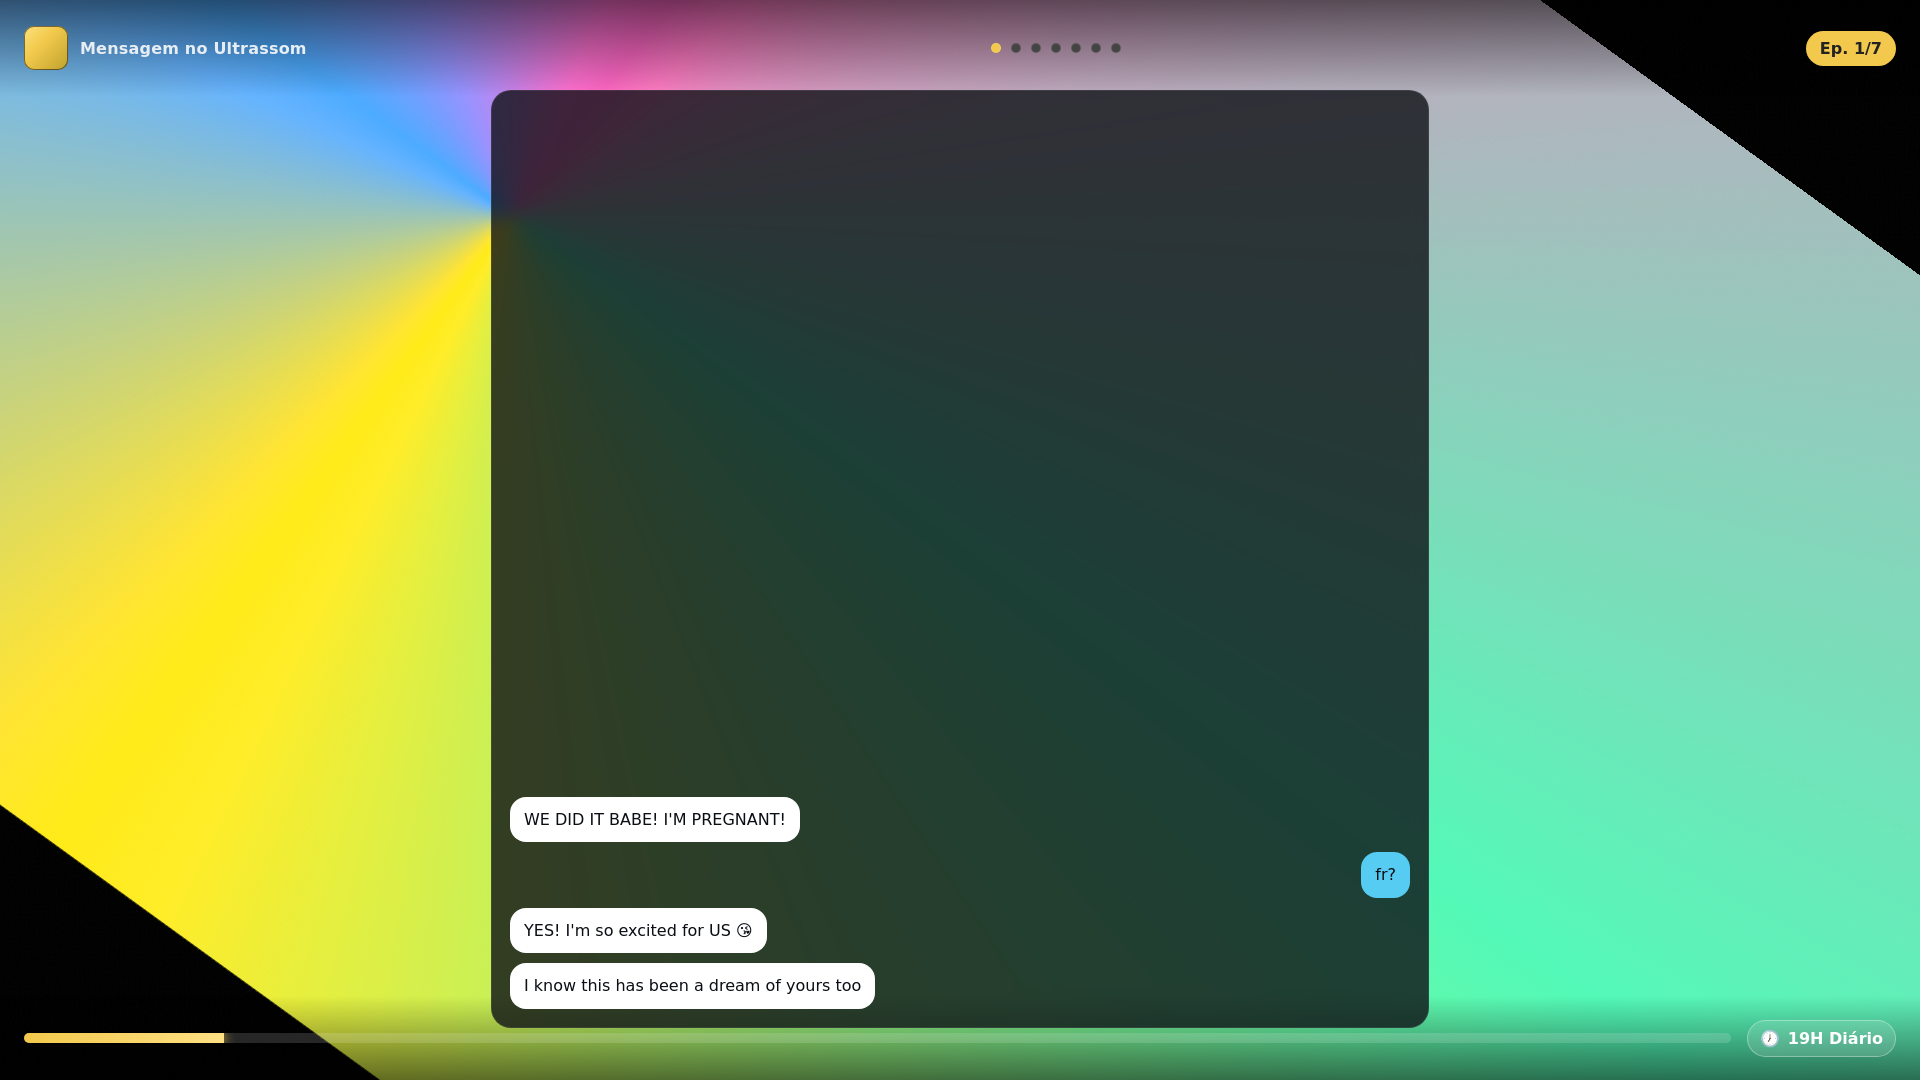 Mensagem no Ultrassom
Ep. 1/7
WE DID IT BABE! I'M PREGNANT!
fr?
YES! I'm so excited for US 😘
I know this has been a dream of yours too
🕖 19H Diário